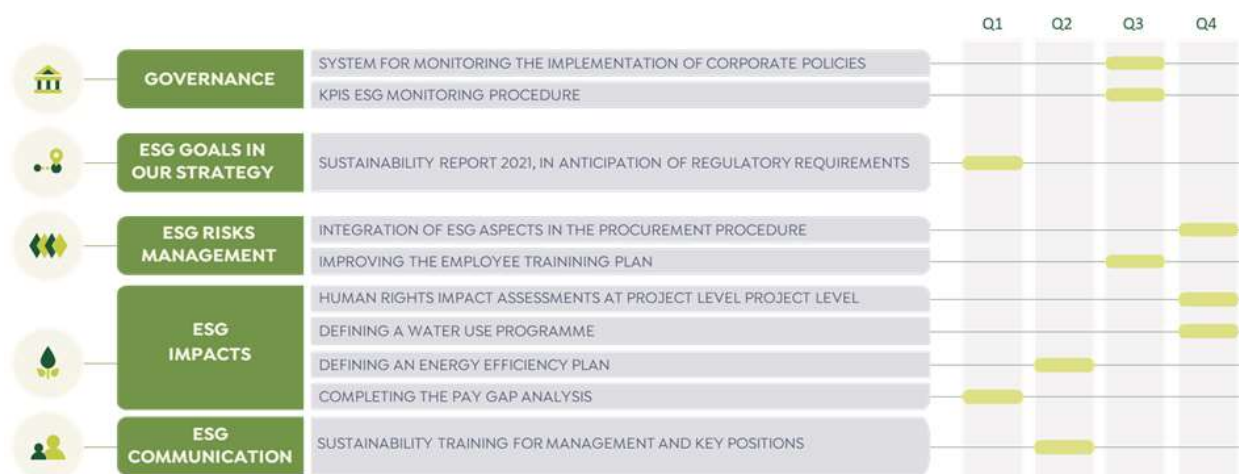 Q1 Q2 Q3 Q4
GOVERNANCE
SYSTEM FOR MONITORING THE IMPLEMENTATION OF CORPORATE POLICIES
KPIS ESG MONITORING PROCEDURE
ESG GOALS IN
OUR STRATEGY
SUSTAINABILITY REPORT 2021, IN ANTICIPATION OF REGULATORY REQUIREMENTS
ESG RISKS
MANAGEMENT
INTEGRATION OF ESG ASPECTS IN THE PROCUREMENT PROCEDURE
IMPROVING THE EMPLOYEE TRAINNING PLAN
ESG
IMPACTS
HUMAN RIGHTS IMPACT ASSESSMENTS AT PROJECT LEVEL PROJECT LEVEL
DEFINING A WATER USE PROGRAMME
DEFINING AN ENERGY EFFICIENCY PLAN
COMPLETING THE PAY GAP ANALYSIS
ESG
COMMUNICATION
SUSTAINABILITY TRAINING FOR MANAGEMENT AND KEY POSITIONS